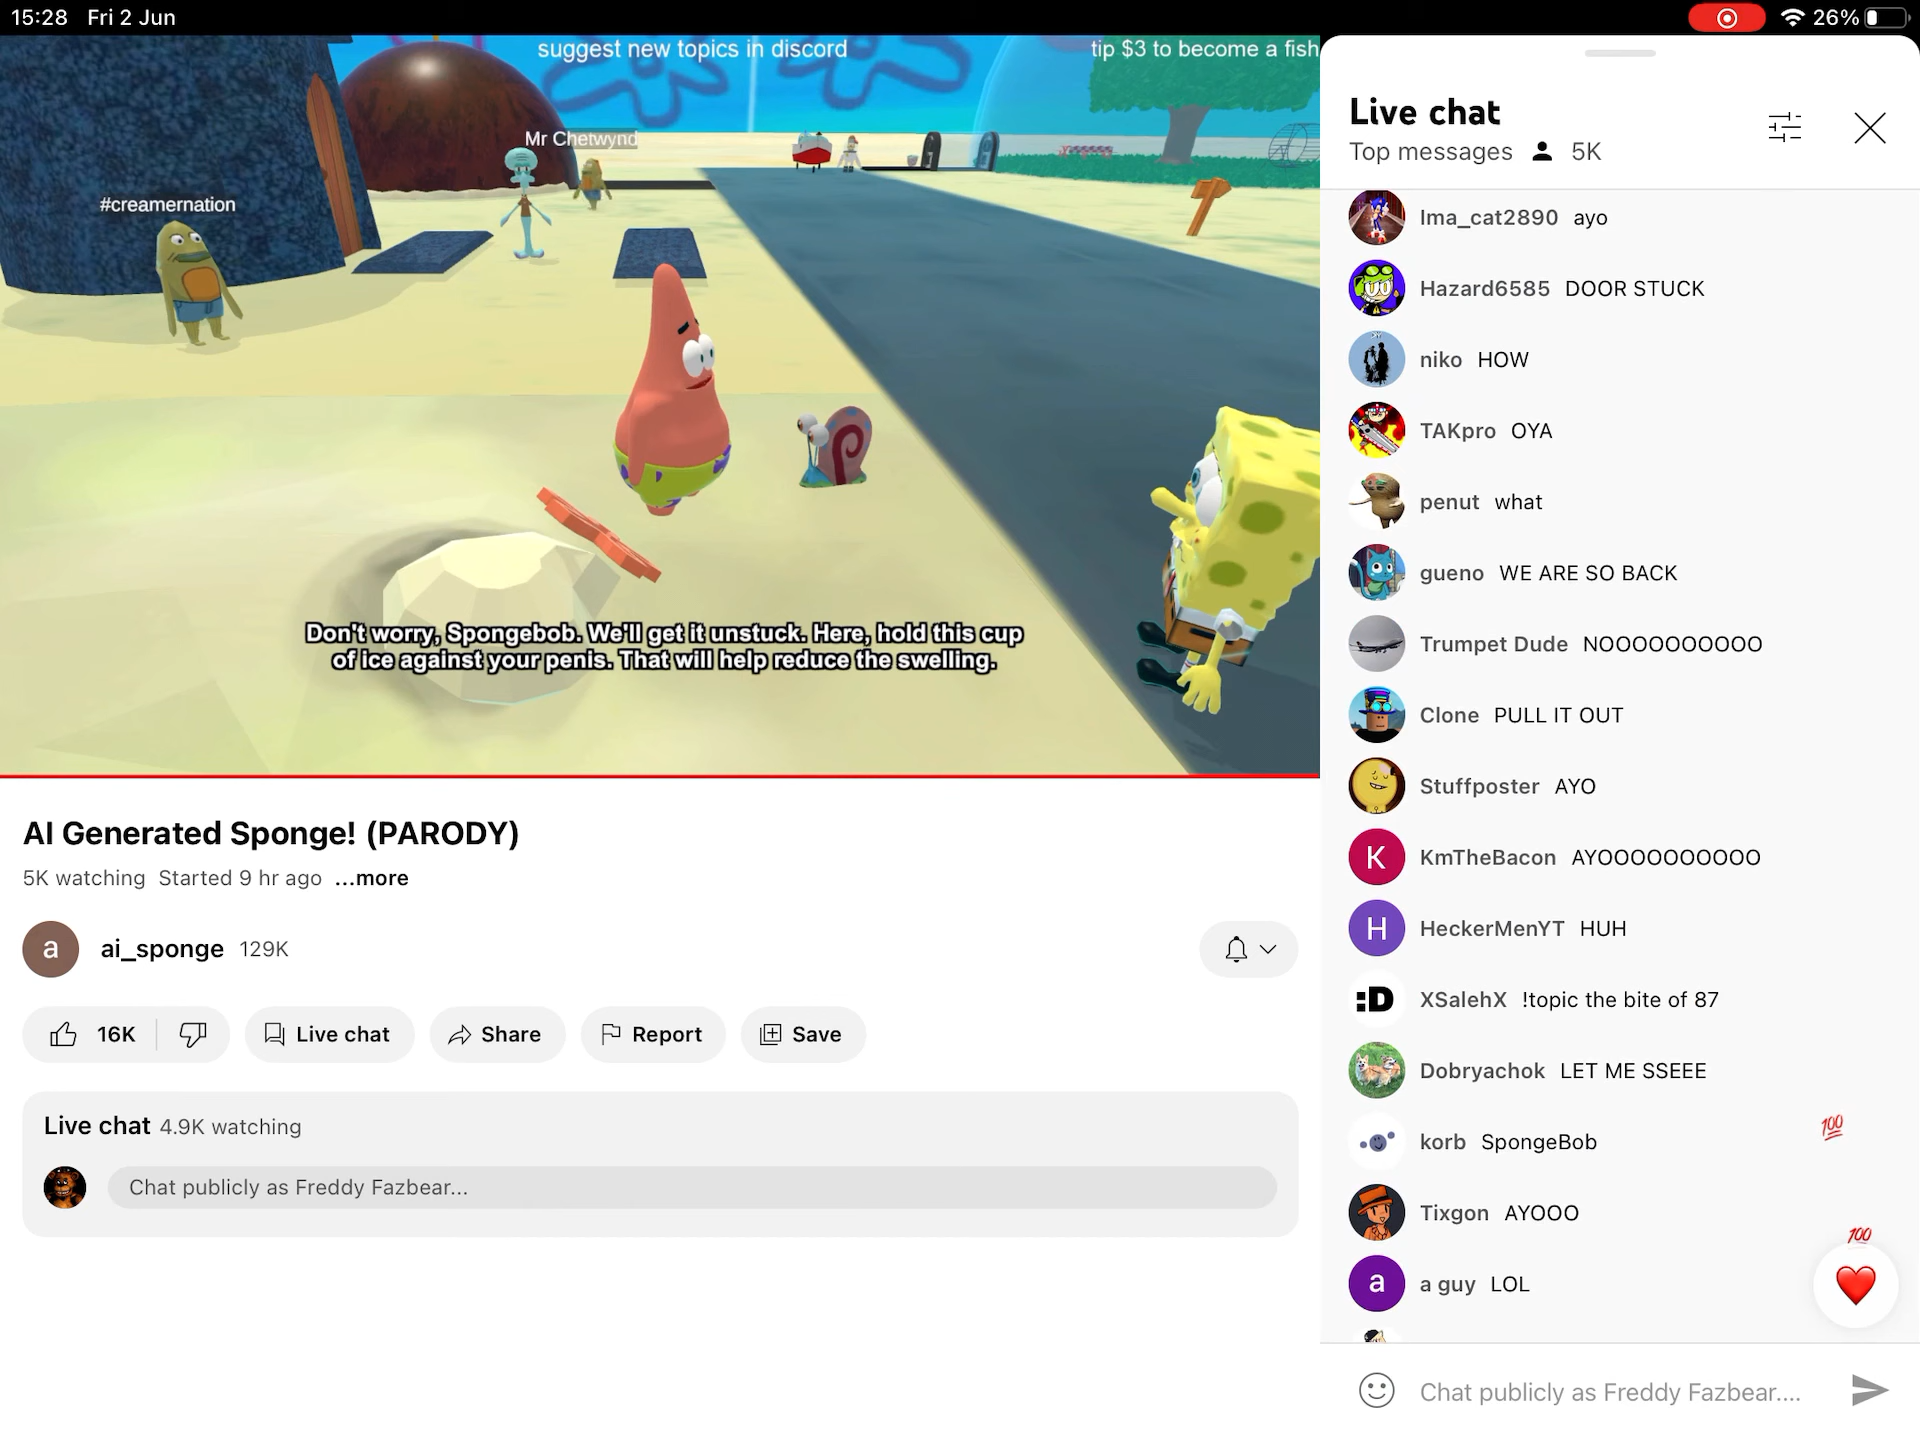 15:28 Fri 2 Jun
26%
suggest new topics in discord
tip $3 to become a fish
Mr Chetwynd
#creamernation
Don't worry, Spongebob. We'll get it unstuck. Here, hold this cup
of ice against your penis. That will help reduce the swelling.
AI Generated Sponge! (PARODY)
5K watching Started 9 hr ago ...more
a ai_sponge 129K
16K Live chat Share Report Save
Live chat 4.9K watching
Chat publicly as Freddy Fazbear...
Live chat
Top messages 5K
Ima_cat2890 ayo
Hazard6585 DOOR STUCK
niko HOW
TAKpro OYA
penut what
gueno WE ARE SO BACK
Trumpet Dude NOOOOOOOOOO
Clone PULL IT OUT
Stuffposter AYO
K KmTheBacon AYOOOOOOOOOO
H HeckerMenYT HUH
:D XSalehX !topic the bite of 87
Dobryachok LET ME SSEEE
korb SpongeBob
100
Tixgon AYOOO
100
a a guy LOL
Chat publicly as Freddy Fazbear....